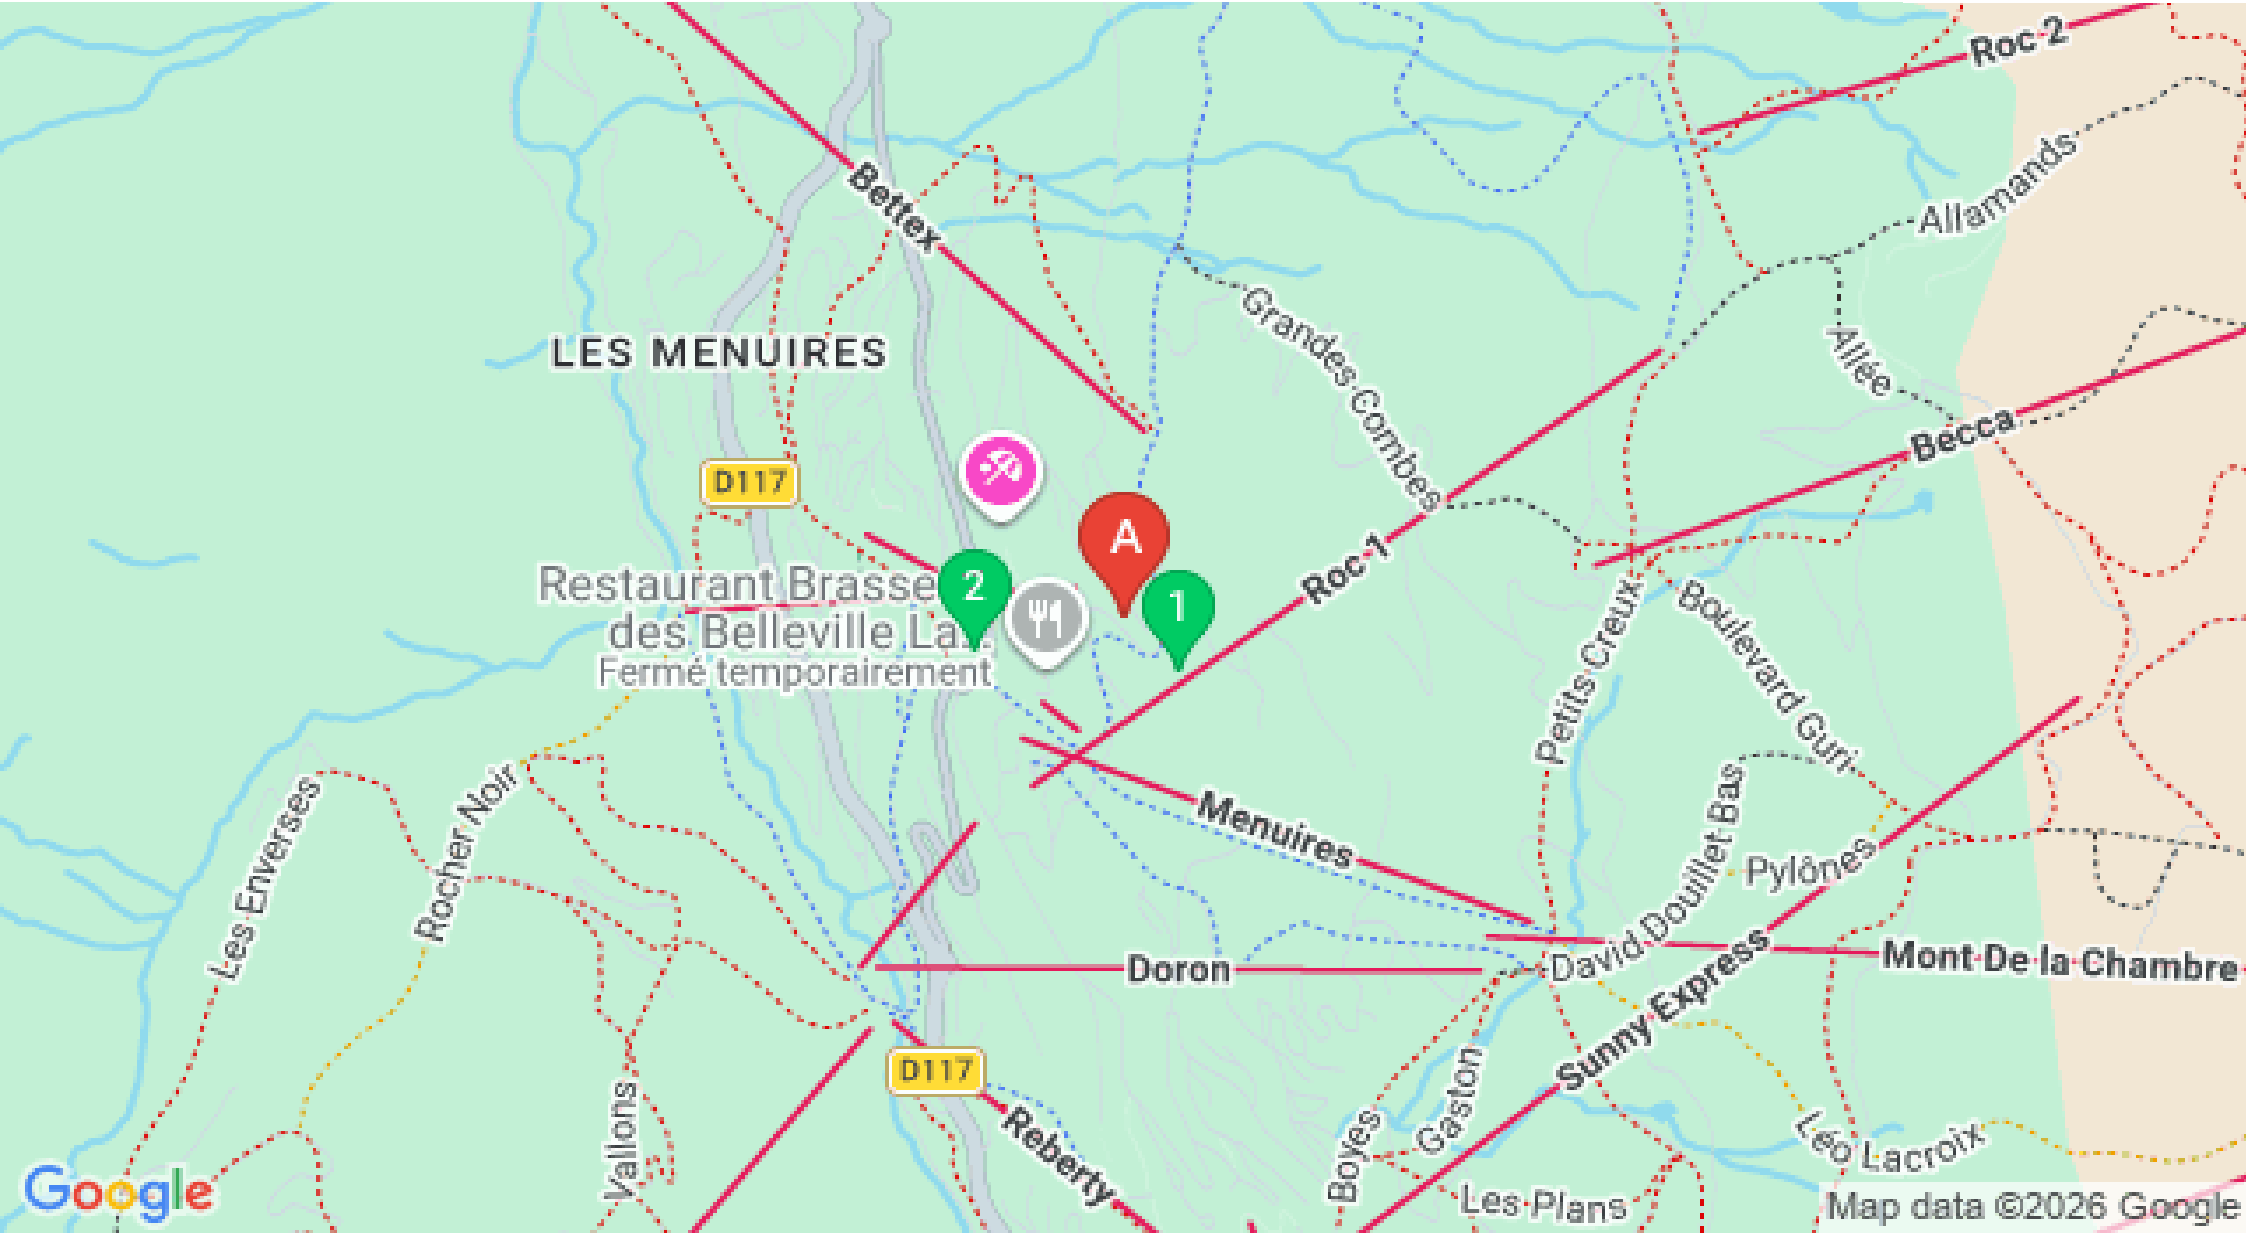 Roc 2
Allamands
Bettex
Grandes Combes
Allée
LES MENUIRES
Becca
D117
A
Roc 1
Restaurant Brasse
des Belleville La...
Fermé temporairement
2
1
Petits Creux
Boulevard Guri
Menuires
Les Enverses
Rocher Noir
David Douillet Bas
Pylônes
Doron
Mont De la Chambre
Sunny Express
D117
Reberty
Vallons
Boyes
Gaston
Léo Lacroix
Les Plans
Google
Map data ©2026 Google